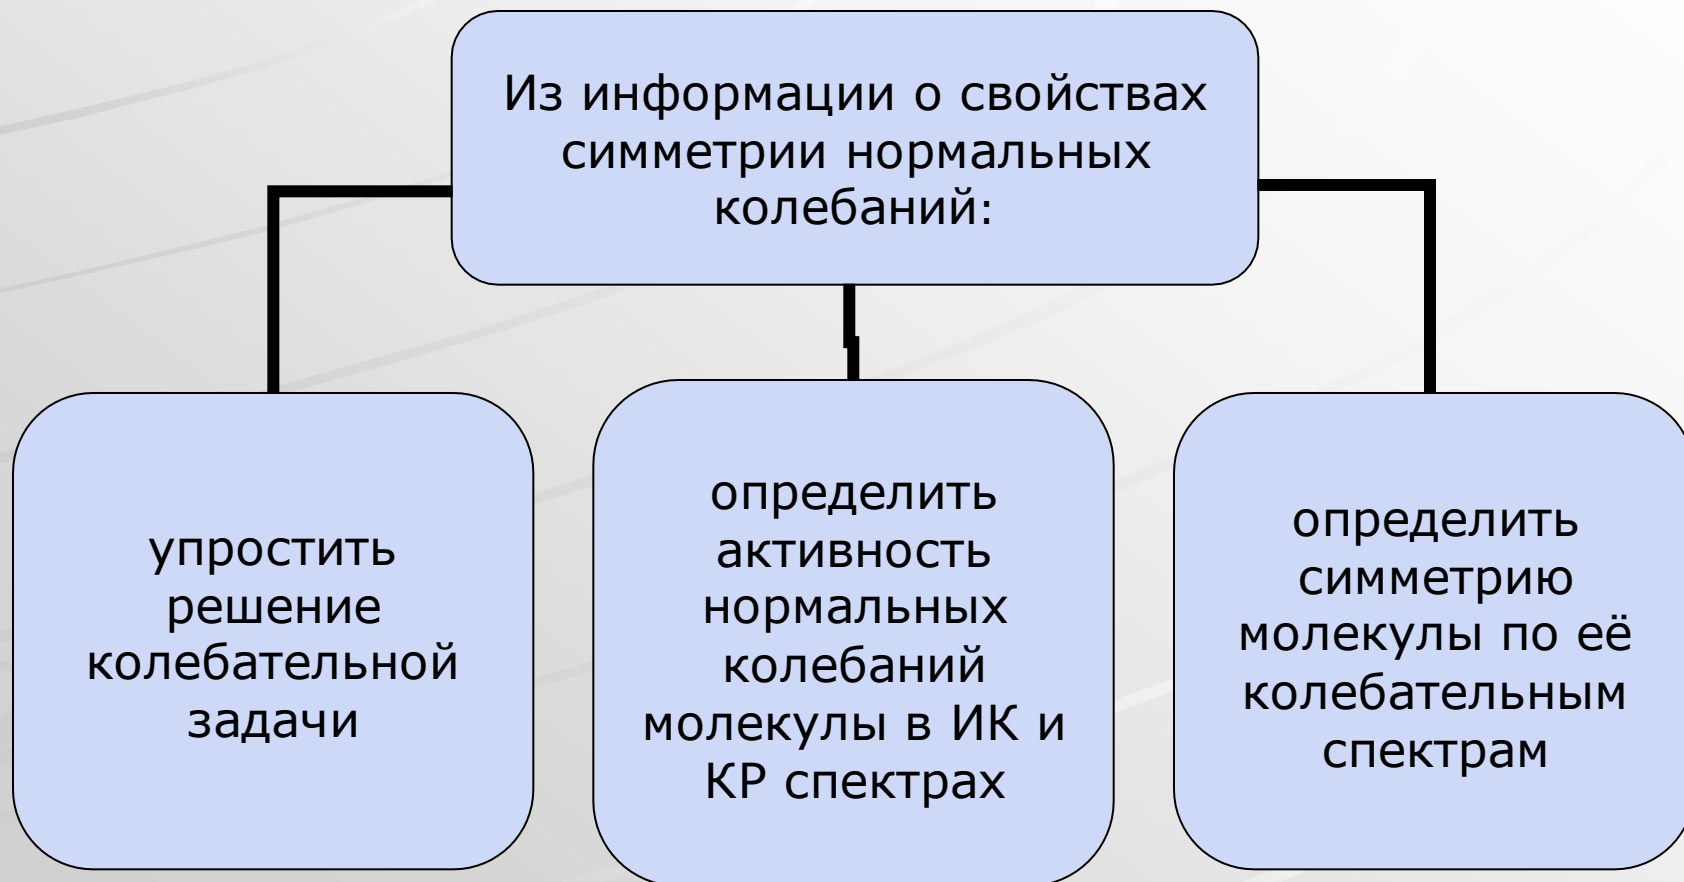 Из информации о свойствах
симметрии нормальных
колебаний:
упростить
решение
колебательной
задачи
определить
активность
нормальных
колебаний
молекулы в ИК и
КР спектрах
определить
симметрию
молекулы по её
колебательным
спектрам